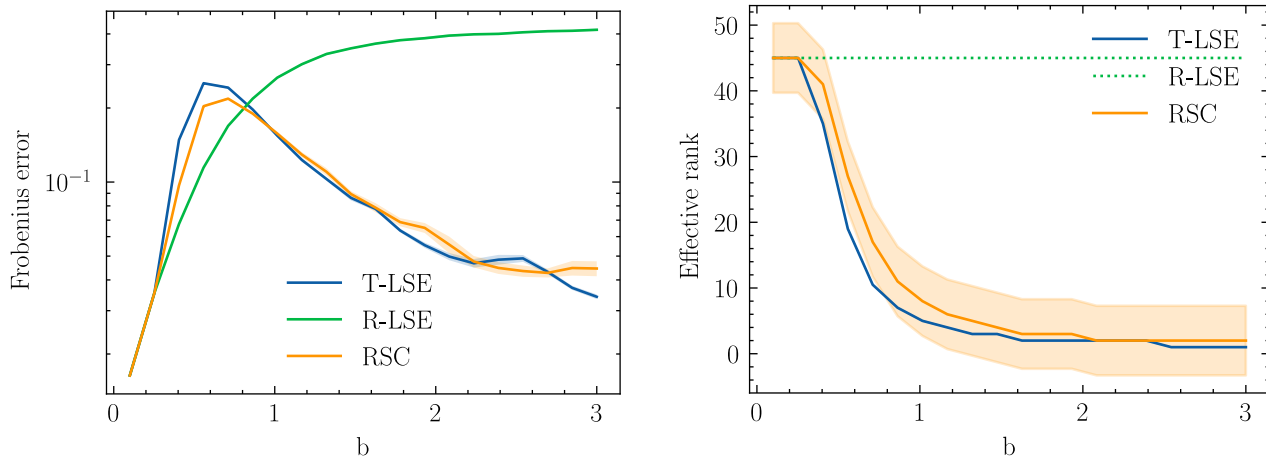 Frobenius error
10⁻¹
T-LSE
R-LSE
RSC
0
1
2
3
b
Effective rank
50
40
30
20
10
0
T-LSE
R-LSE
RSC
0
1
2
3
b